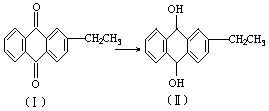 O
OH
CH₂CH₃
CH₂CH₃
O
OH
(Ⅰ)
(Ⅱ)